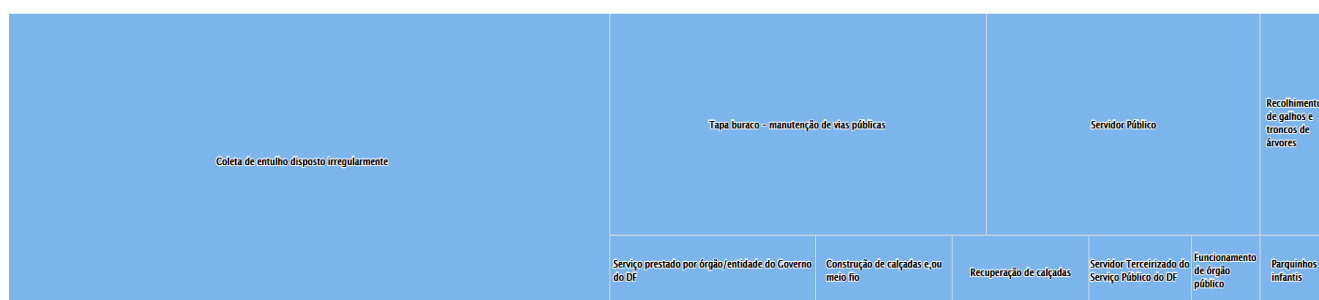 Coleta de entulho disposto irregularmente
Tapa buraco - manutenção de vias públicas
Servidor Público
Recolhimento
de galhos e
troncos de
árvores
Serviço prestado por órgão/entidade do Governo
do DF
Construção de calçadas e,ou
meio fio
Recuperação de calçadas
Servidor Terceirizado do
Serviço Público do DF
Funcionamento
de órgão
público
Parquinhos
infantis